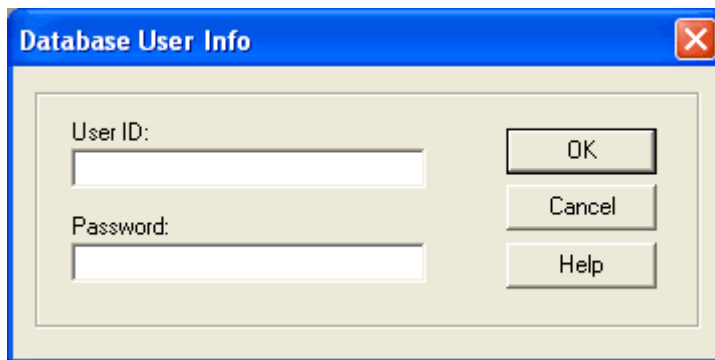 Database User Info
User ID:
OK
Cancel
Password:
Help